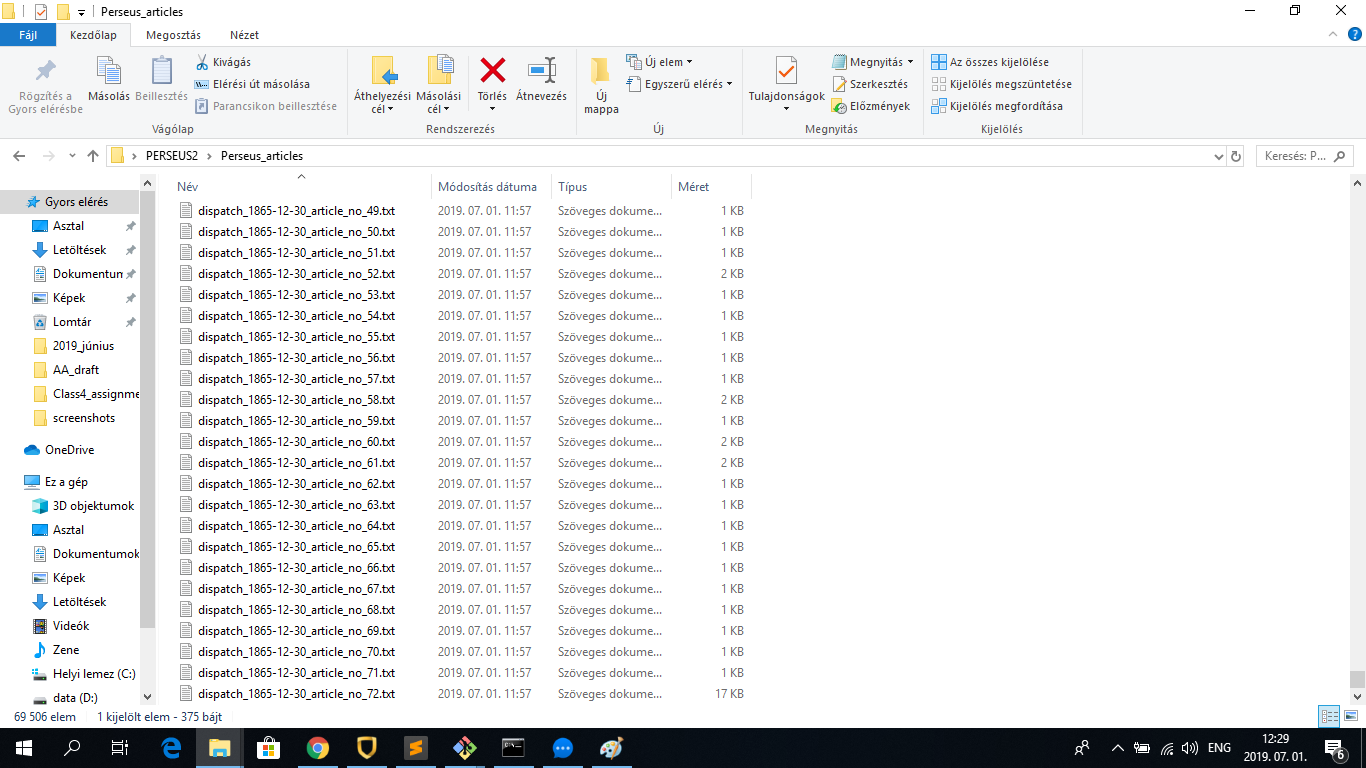 Perseus_articles
Fájl Kezdőlap Megosztás Nézet
Rögzítés a Gyors elérésbe
Másolás
Beillesztés
Kivágás
Elérési út másolása
Parancsikon beillesztése
Vágólap
Áthelyezési cél
Másolási cél
Törlés
Átnevezés
Rendszerezés
Új mappa
Új elem
Egyszerű elérés
Új
Tulajdonságok
Megnyitás
Szerkesztés
Előzmények
Megnyitás
Az összes kijelölése
Kijelölés megszüntetése
Kijelölés megfordítása
Kijelölés
PERSEUS2 Perseus_articles
Keresés: P...
Gyors elérés
Asztal
Letöltések
Dokumentum
Képek
Lomtár
2019_június
AA_draft
Class4_assignme
screenshots
OneDrive
Ez a gép
3D objektumok
Asztal
Dokumentumok
Képek
Letöltések
Videók
Zene
Helyi lemez (C:)
data (D:)
Név Módosítás dátuma Típus Méret
dispatch_1865-12-30_article_no_49.txt 2019. 07. 01. 11:57 Szöveges dokume... 1 KB
dispatch_1865-12-30_article_no_50.txt 2019. 07. 01. 11:57 Szöveges dokume... 1 KB
dispatch_1865-12-30_article_no_51.txt 2019. 07. 01. 11:57 Szöveges dokume... 1 KB
dispatch_1865-12-30_article_no_52.txt 2019. 07. 01. 11:57 Szöveges dokume... 2 KB
dispatch_1865-12-30_article_no_53.txt 2019. 07. 01. 11:57 Szöveges dokume... 1 KB
dispatch_1865-12-30_article_no_54.txt 2019. 07. 01. 11:57 Szöveges dokume... 1 KB
dispatch_1865-12-30_article_no_55.txt 2019. 07. 01. 11:57 Szöveges dokume... 1 KB
dispatch_1865-12-30_article_no_56.txt 2019. 07. 01. 11:57 Szöveges dokume... 1 KB
dispatch_1865-12-30_article_no_57.txt 2019. 07. 01. 11:57 Szöveges dokume... 1 KB
dispatch_1865-12-30_article_no_58.txt 2019. 07. 01. 11:57 Szöveges dokume... 2 KB
dispatch_1865-12-30_article_no_59.txt 2019. 07. 01. 11:57 Szöveges dokume... 1 KB
dispatch_1865-12-30_article_no_60.txt 2019. 07. 01. 11:57 Szöveges dokume... 2 KB
dispatch_1865-12-30_article_no_61.txt 2019. 07. 01. 11:57 Szöveges dokume... 2 KB
dispatch_1865-12-30_article_no_62.txt 2019. 07. 01. 11:57 Szöveges dokume... 1 KB
dispatch_1865-12-30_article_no_63.txt 2019. 07. 01. 11:57 Szöveges dokume... 1 KB
dispatch_1865-12-30_article_no_64.txt 2019. 07. 01. 11:57 Szöveges dokume... 1 KB
dispatch_1865-12-30_article_no_65.txt 2019. 07. 01. 11:57 Szöveges dokume... 1 KB
dispatch_1865-12-30_article_no_66.txt 2019. 07. 01. 11:57 Szöveges dokume... 1 KB
dispatch_1865-12-30_article_no_67.txt 2019. 07. 01. 11:57 Szöveges dokume... 1 KB
dispatch_1865-12-30_article_no_68.txt 2019. 07. 01. 11:57 Szöveges dokume... 1 KB
dispatch_1865-12-30_article_no_69.txt 2019. 07. 01. 11:57 Szöveges dokume... 1 KB
dispatch_1865-12-30_article_no_70.txt 2019. 07. 01. 11:57 Szöveges dokume... 1 KB
dispatch_1865-12-30_article_no_71.txt 2019. 07. 01. 11:57 Szöveges dokume... 1 KB
dispatch_1865-12-30_article_no_72.txt 2019. 07. 01. 11:57 Szöveges dokume... 17 KB
69 506 elem 1 kijelölt elem - 375 bájt
ENG
12:29
2019. 07. 01.
6